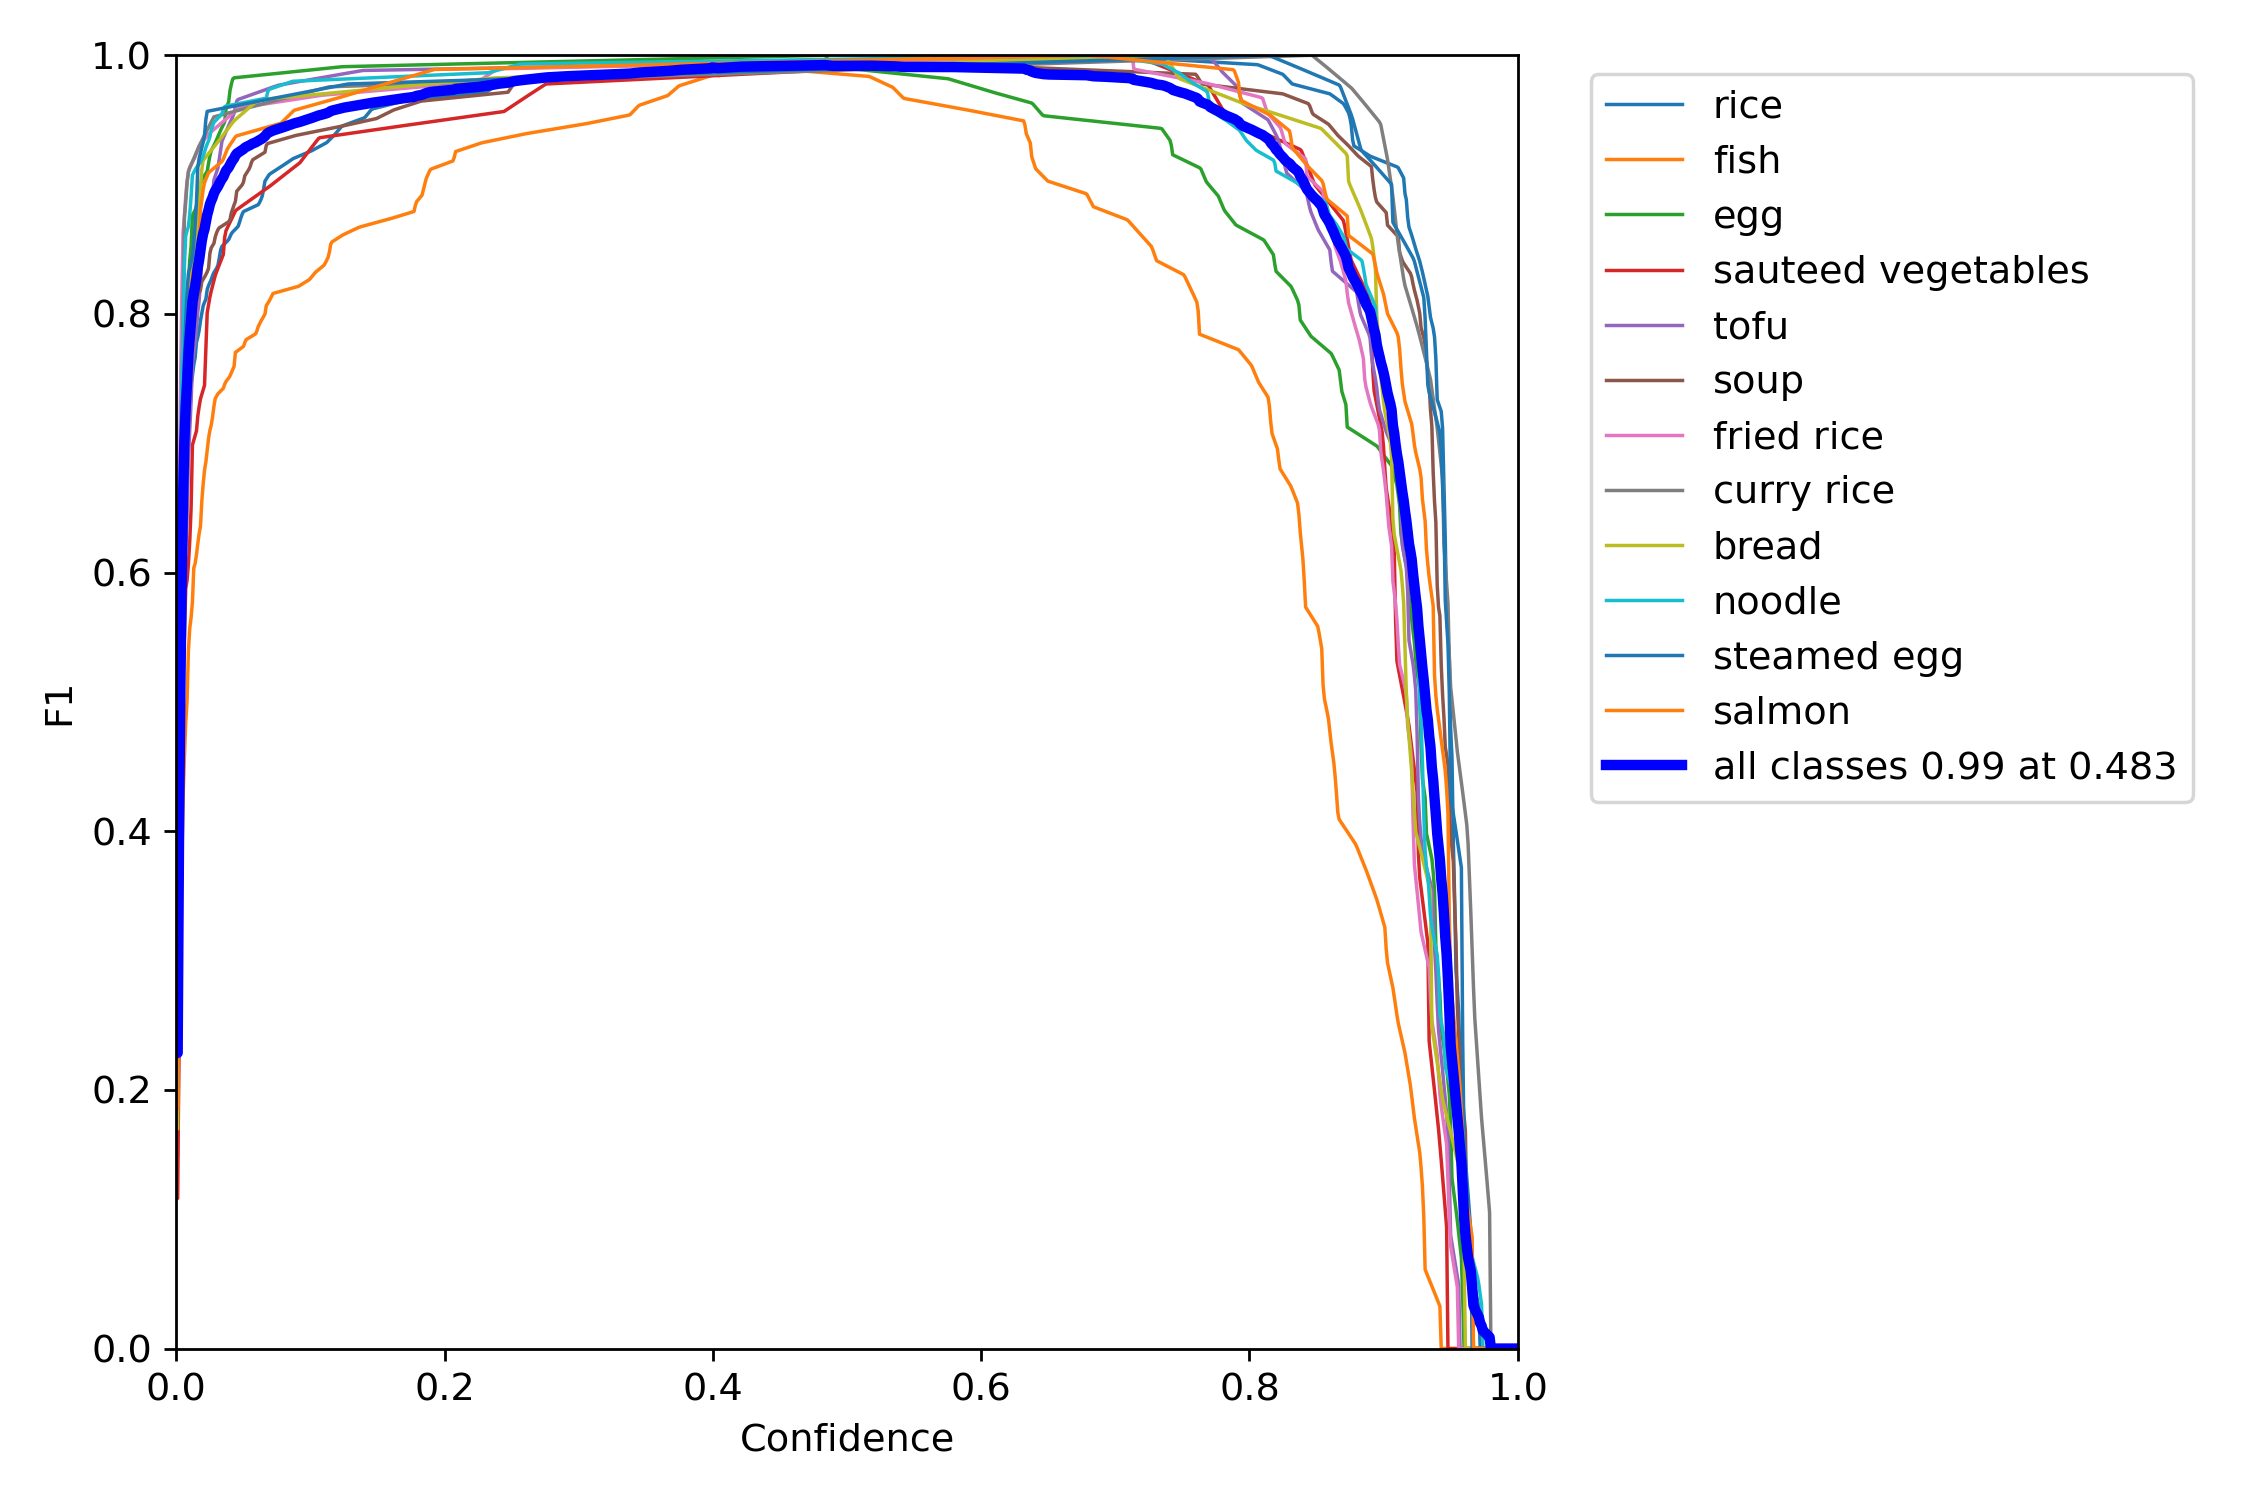 1.0
0.8
0.6
0.4
0.2
0.0
F1
0.0 0.2 0.4 0.6 0.8 1.0
Confidence
rice
fish
egg
sauteed vegetables
tofu
soup
fried rice
curry rice
bread
noodle
steamed egg
salmon
all classes 0.99 at 0.483